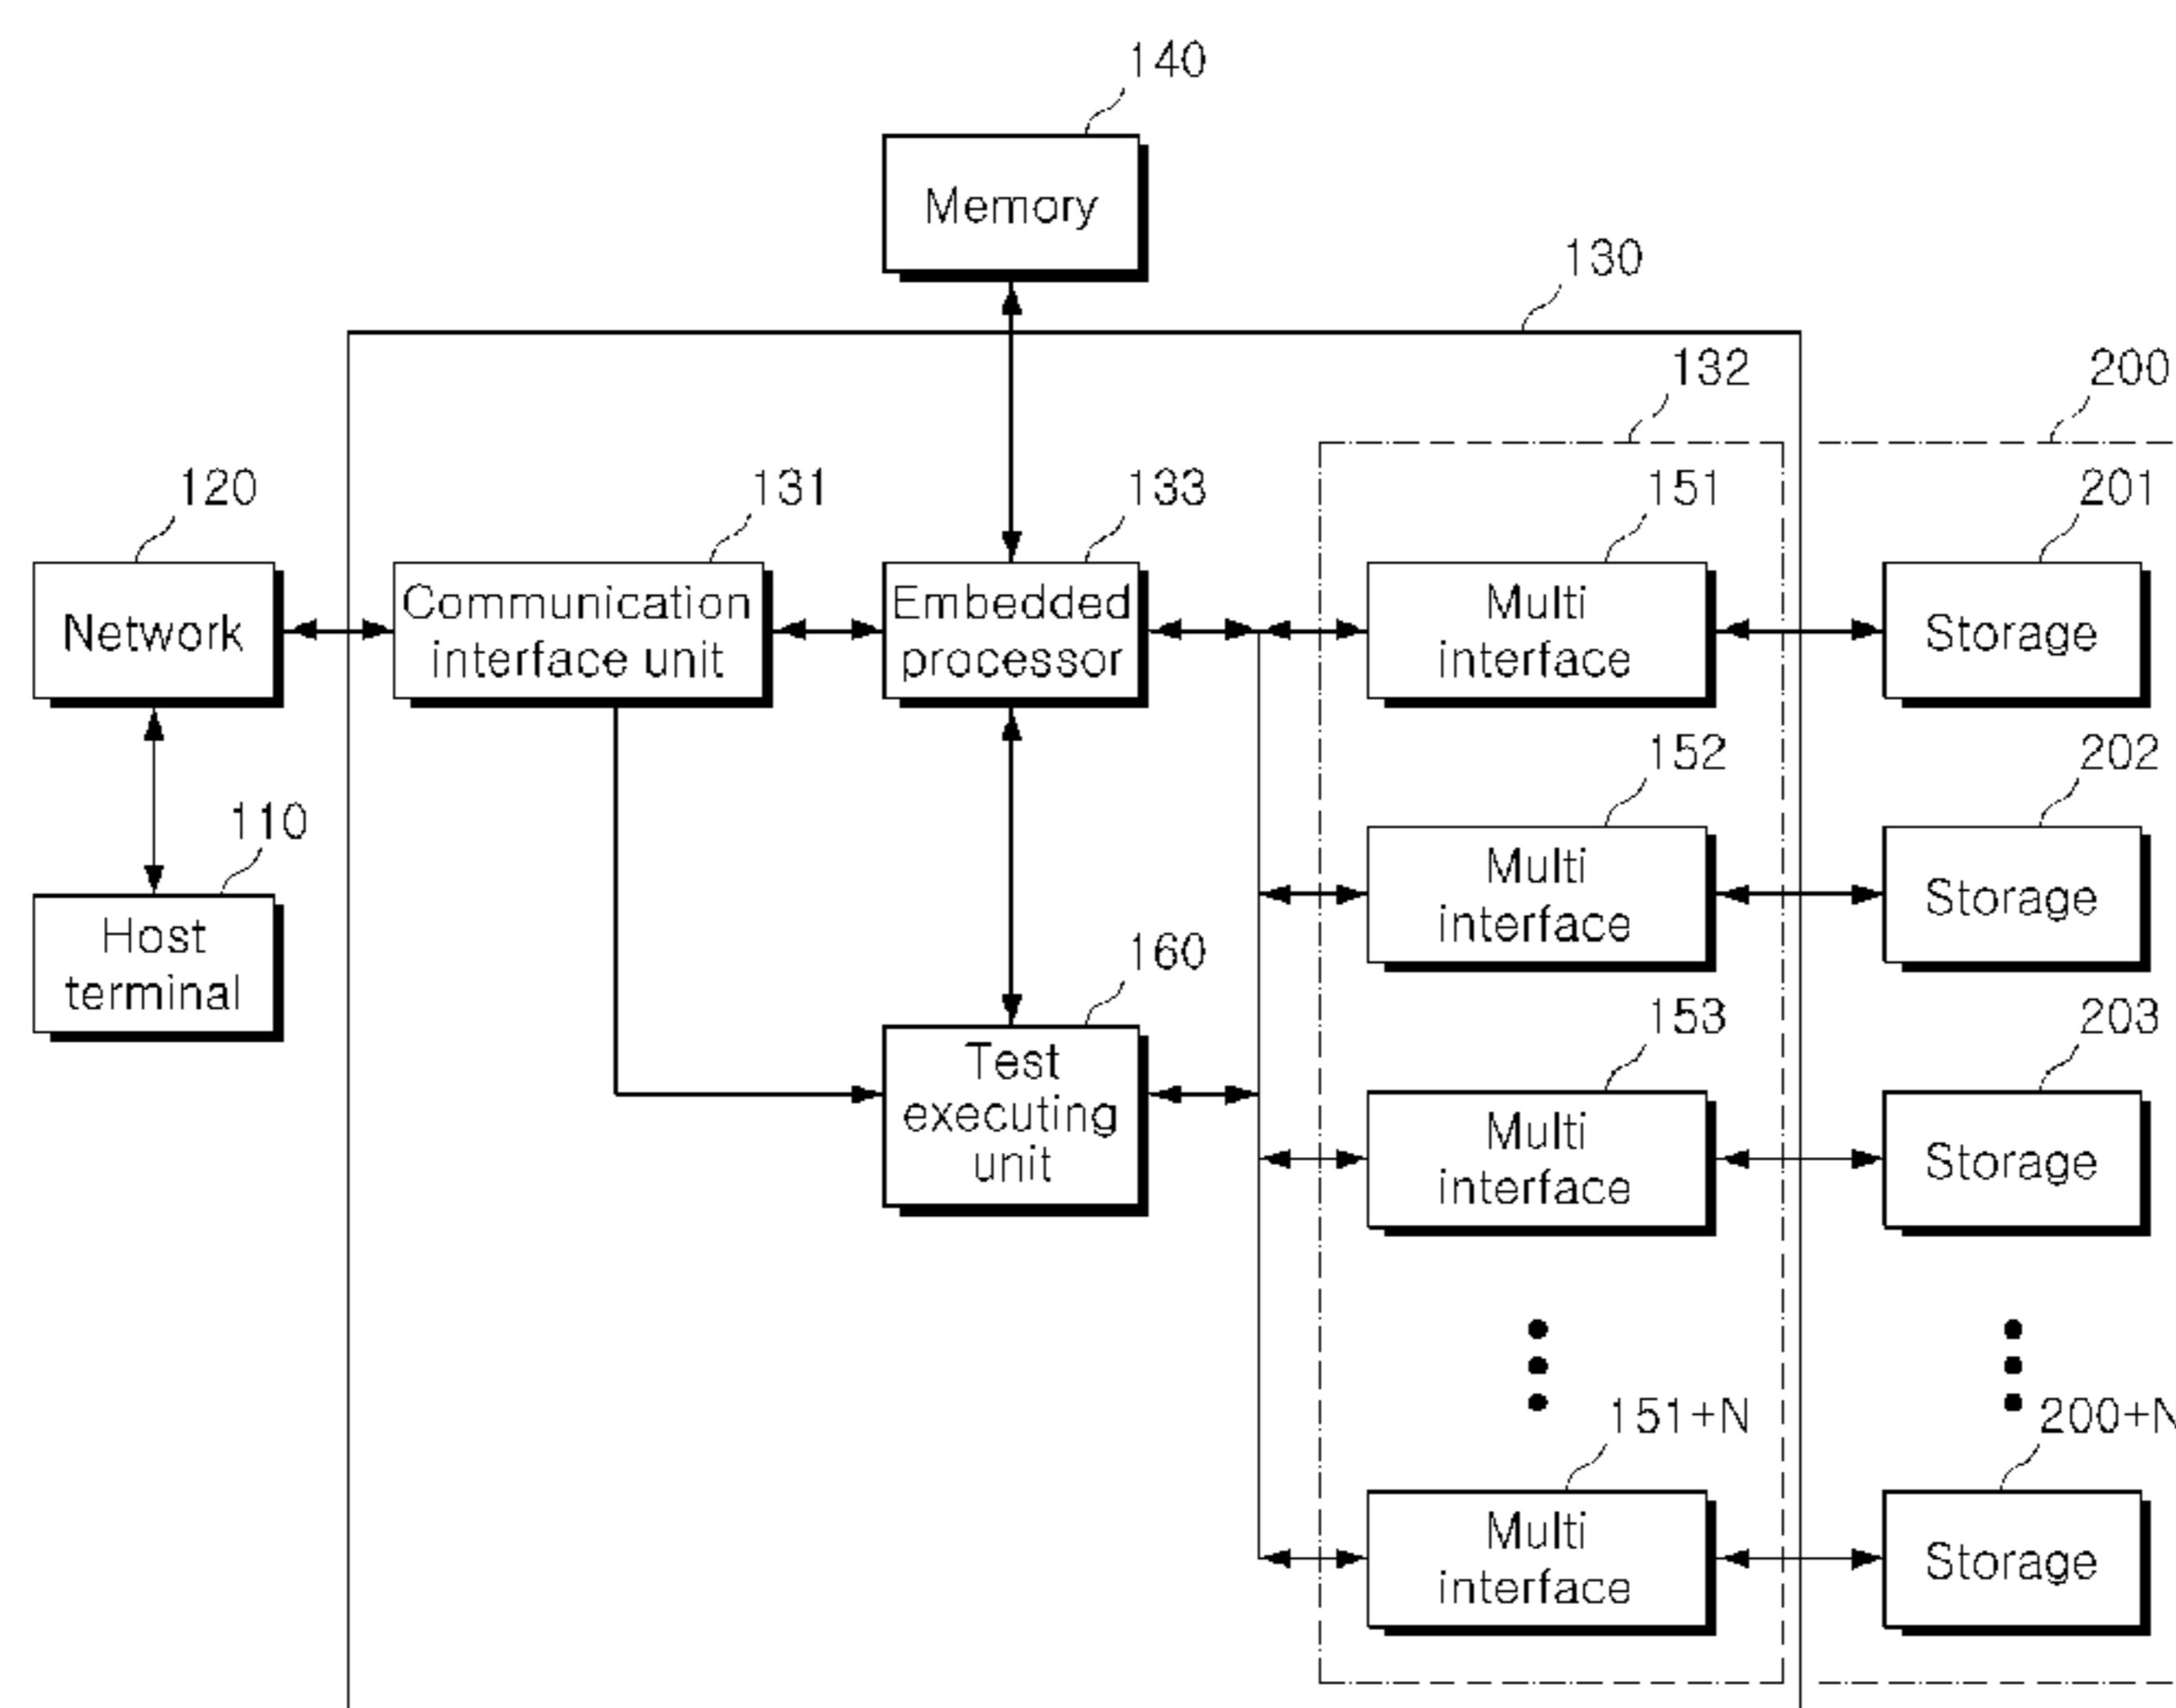 140
Memory
130
132
200
120
131
133
151
201
Network
Communication
interface unit
Embedded
processor
Multi
interface
Storage
152
202
110
Multi
interface
Storage
Host
terminal
160
153
203
Test
executing
unit
Multi
interface
Storage
151+N
200+N
Multi
interface
Storage